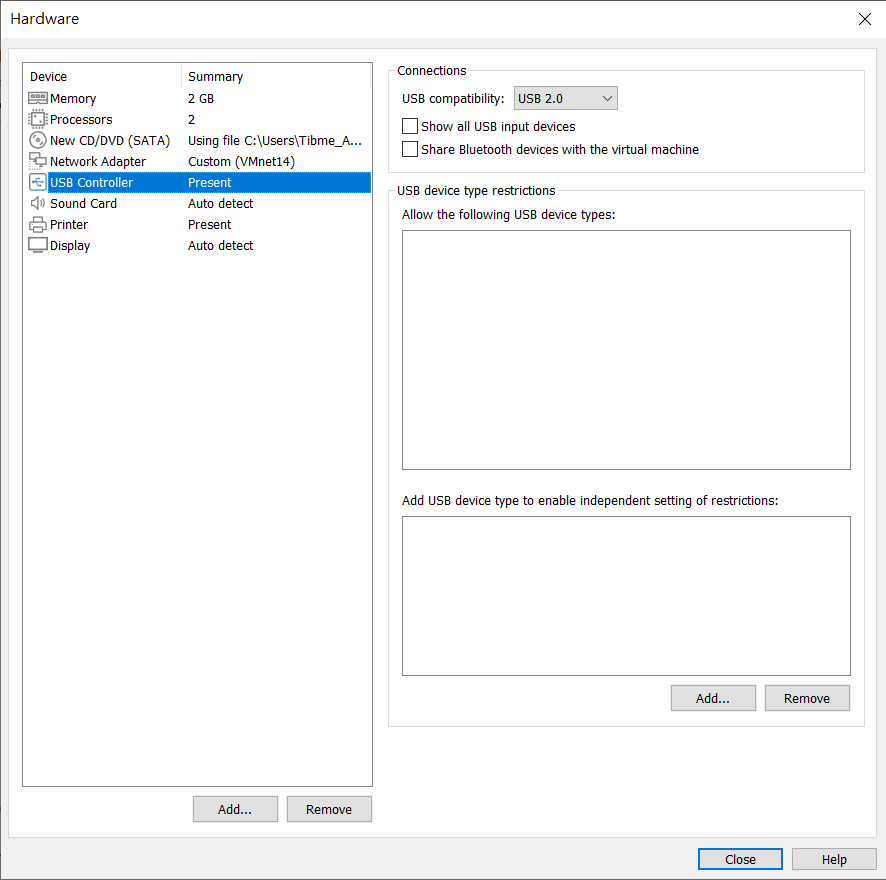 Hardware
Device Summary
Memory 2 GB
Processors 2
New CD/DVD (SATA) Using file C:\Users\Tibme_A...
Network Adapter Custom (VMnet14)
USB Controller Present
Sound Card Auto detect
Printer Present
Display Auto detect
Add... Remove
Connections
USB compatibility: USB 2.0
Show all USB input devices
Share Bluetooth devices with the virtual machine
USB device type restrictions
Allow the following USB device types:
Add USB device type to enable independent setting of restrictions:
Add... Remove
Close Help